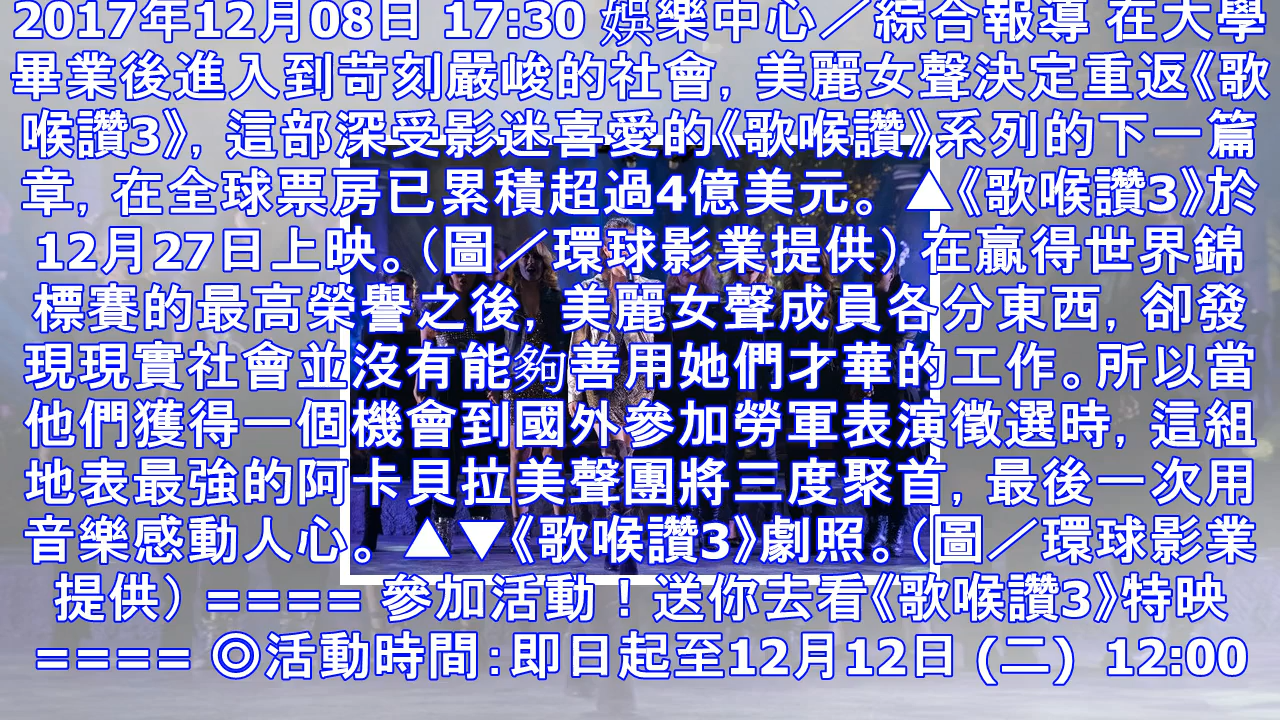 2017年12月08日 17:30 娛樂中心／綜合報導 在大學
畢業後進入到苛刻嚴峻的社會, 美麗女聲決定重返《歌
喉讚3》, 這部深受影迷喜愛的《歌喉讚》系列的下一篇
章, 在全球票房已累積超過4億美元。▲《歌喉讚3》於
12月27日上映。（圖／環球影業提供）在贏得世界錦
標賽的最高榮譽之後, 美麗女聲成員各分東西, 卻發
現現實社會並沒有能夠善用她們才華的工作。所以當
他們獲得一個機會到國外參加勞軍表演徵選時, 這組
地表最強的阿卡貝拉美聲團將三度聚首, 最後一次用
音樂感動人心。▲▼《歌喉讚3》劇照。（圖／環球影業
提供）==== 參加活動！送你去看《歌喉讚3》特映
==== ◎活動時間：即日起至12月12日 (二) 12:00